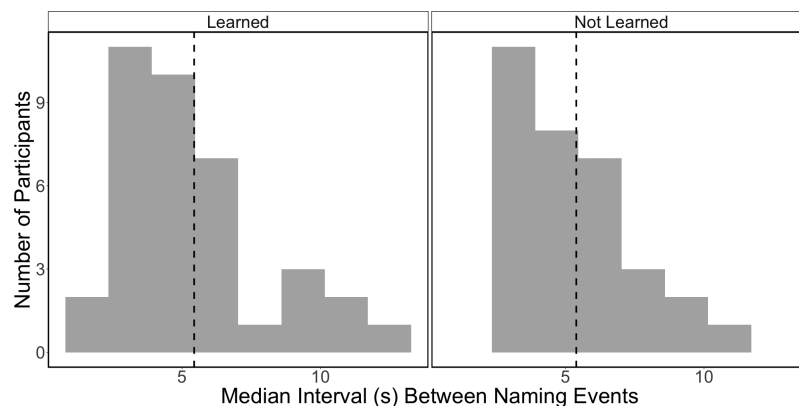 Learned
Not Learned
Number of Participants
9
6
3
0
5
10
5
10
Median Interval (s) Between Naming Events